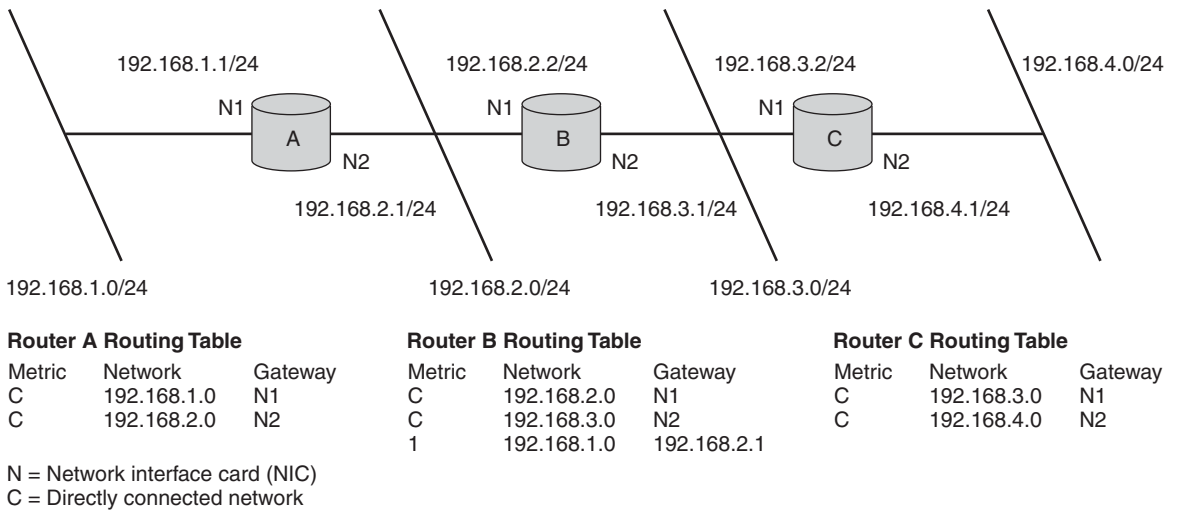 192.168.1.1/24
192.168.2.2/24
192.168.3.2/24
192.168.4.0/24
N1
A
N2
N1
B
N2
N1
C
N2
192.168.2.1/24
192.168.3.1/24
192.168.4.1/24
192.168.1.0/24
192.168.2.0/24
192.168.3.0/24
Router A Routing Table
Metric Network Gateway
C 192.168.1.0 N1
C 192.168.2.0 N2
Router B Routing Table
Metric Network Gateway
C 192.168.2.0 N1
C 192.168.3.0 N2
1 192.168.1.0 192.168.2.1
Router C Routing Table
Metric Network Gateway
C 192.168.3.0 N1
C 192.168.4.0 N2
N = Network interface card (NIC)
C = Directly connected network